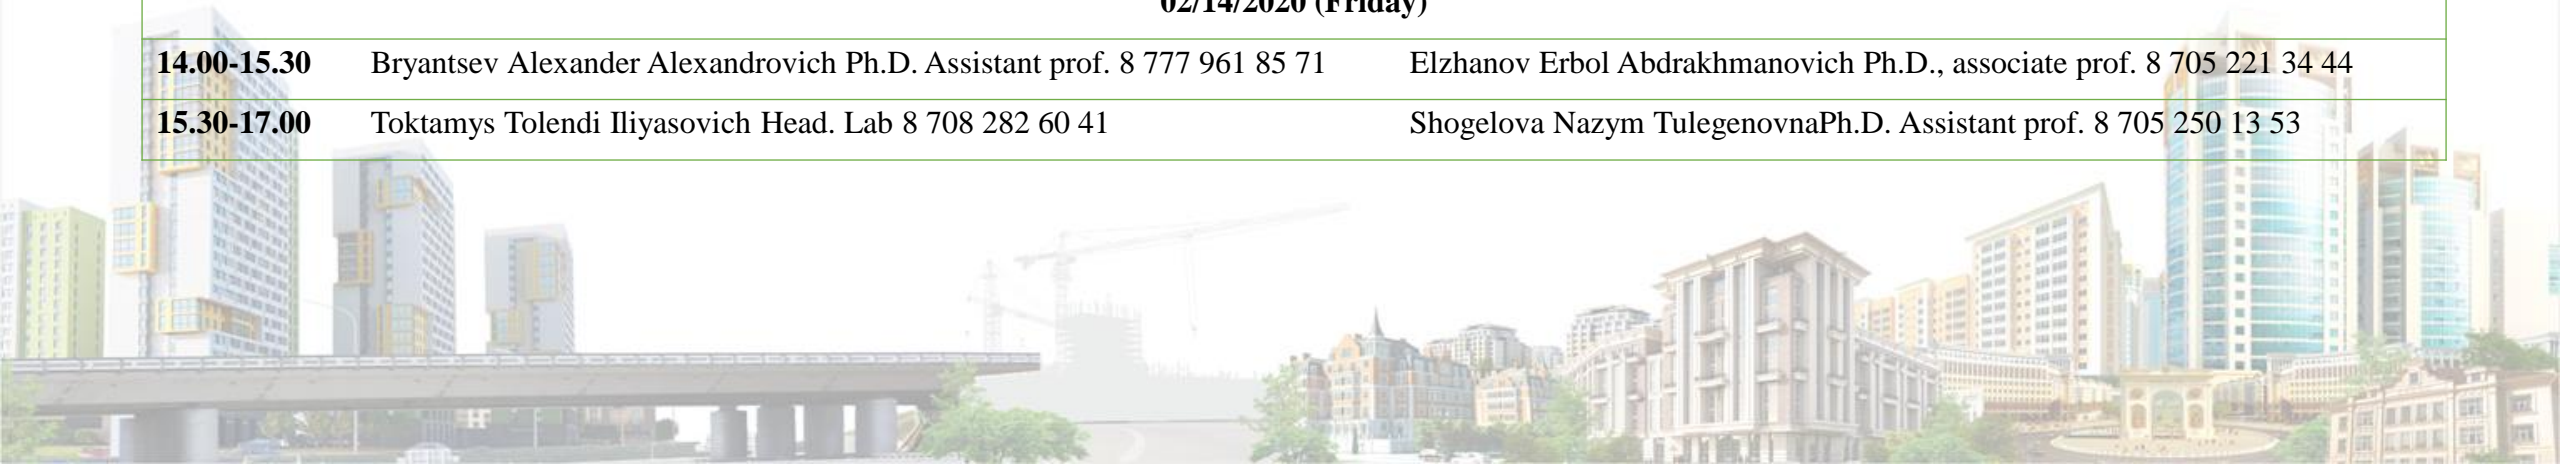 02/14/2020 (Friday)
14.00-15.30 Bryantsev Alexander Alexandrovich Ph.D. Assistant prof. 8 777 961 85 71 Elzhanov Erbol Abdrakhmanovich Ph.D., associate prof. 8 705 221 34 44
15.30-17.00 Toktamys Tolendi Iliyasovich Head. Lab 8 708 282 60 41 Shogelova Nazym TulegenovnaPh.D. Assistant prof. 8 705 250 13 53